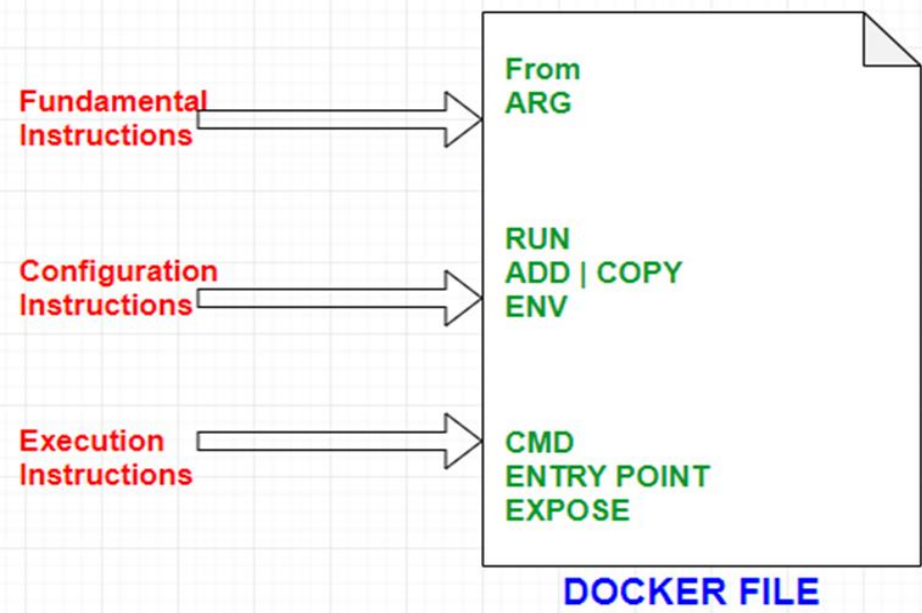 Fundamental
Instructions
From
ARG
Configuration
Instructions
RUN
ADD | COPY
ENV
Execution
Instructions
CMD
ENTRY POINT
EXPOSE
DOCKER FILE